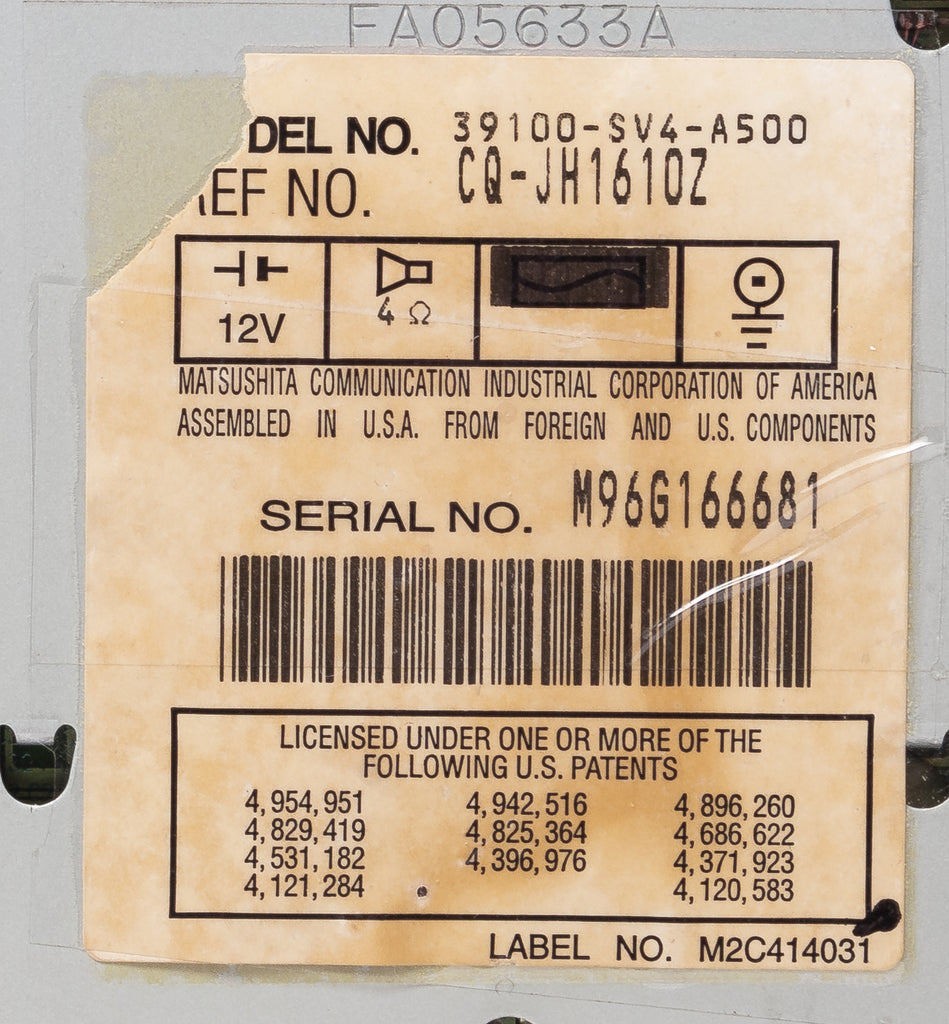 FA05633A
DEL NO. 39100-SV4-A500
EF NO. CQ-JH1610Z
12V
4 Ω
MATSUSHITA COMMUNICATION INDUSTRIAL CORPORATION OF AMERICA
ASSEMBLED IN U.S.A. FROM FOREIGN AND U.S. COMPONENTS
SERIAL NO. M96G166681
LICENSED UNDER ONE OR MORE OF THE
FOLLOWING U.S. PATENTS
4,954,951 4,942,516 4,896,260
4,829,419 4,825,364 4,686,622
4,531,182 4,396,976 4,371,923
4,121,284 4,120,583
LABEL NO. M2C414031